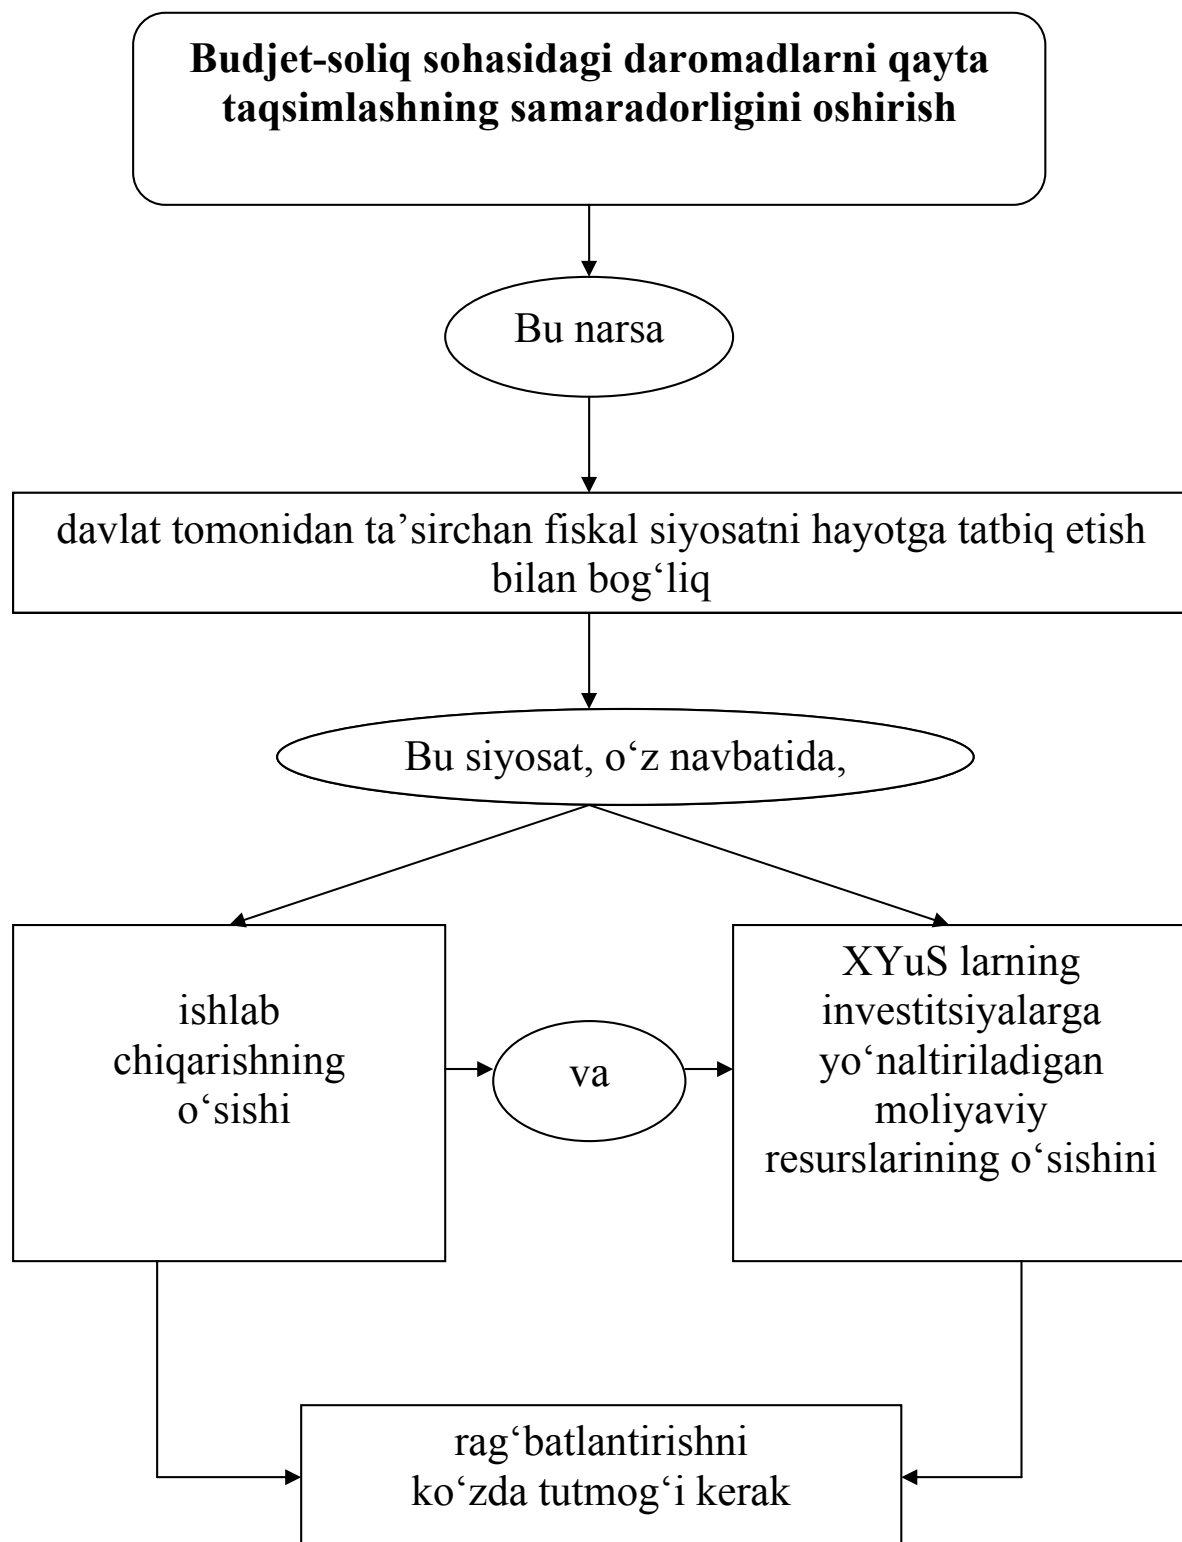 Budjet-soliq sohasidagi daromadlarni qayta
taqsimlashning samaradorligini oshirish
Bu narsa
davlat tomonidan ta’sirchan fiskal siyosatni hayotga tatbiq etish
bilan bog‘liq
Bu siyosat, o‘z navbatida,
ishlab
chiqarishning
o‘sishi
va
XYuS larning
investitsiyalarga
yo‘naltiriladigan
moliyaviy
resurslarining o‘sishini
rag‘batlantirishni
ko‘zda tutmog‘i kerak